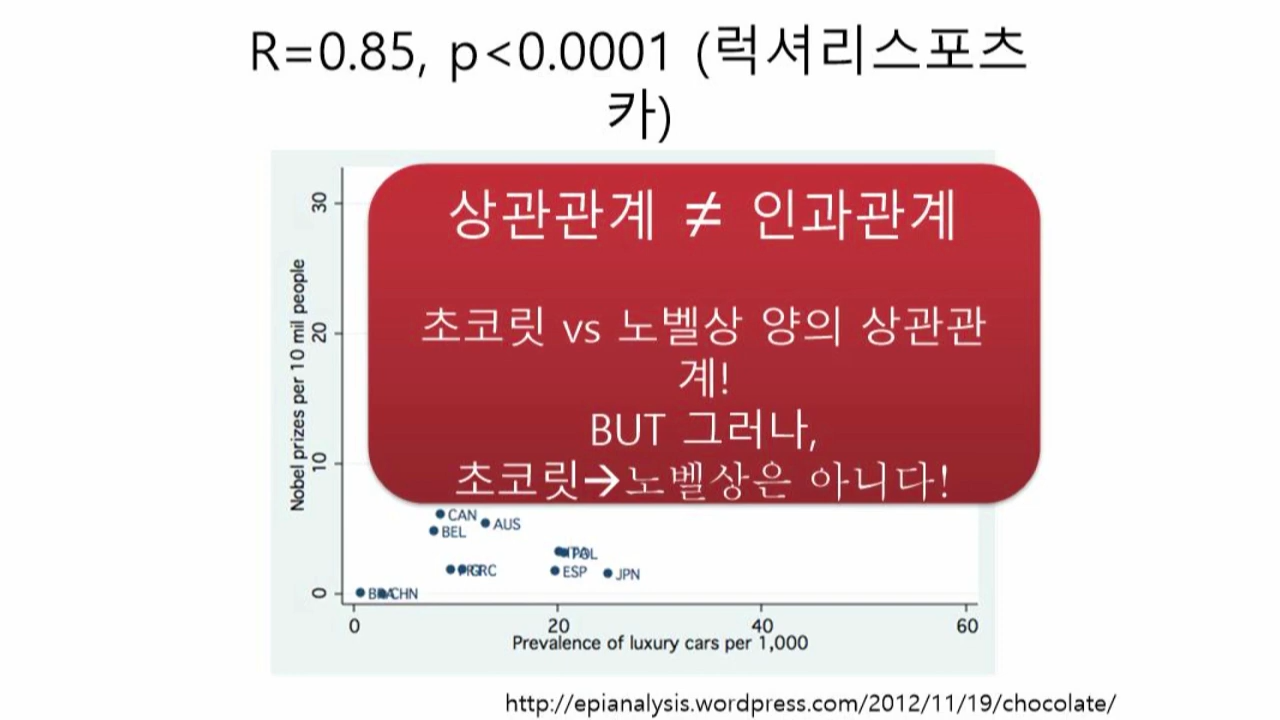 R=0.85, p<0.0001 (럭셔리스포츠
카)
상관관계 ≠ 인과관계
초코릿 vs 노벨상 양의 상관관
계!
BUT 그러나,
초코릿→노벨상은 아니다!
Nobel prizes per 10 mil people
30
20
10
0
CAN
AUS
BEL
POL
GRC
ESP
JPN
CHN
0 20 40 60
Prevalence of luxury cars per 1,000
http://epianalysis.wordpress.com/2012/11/19/chocolate/